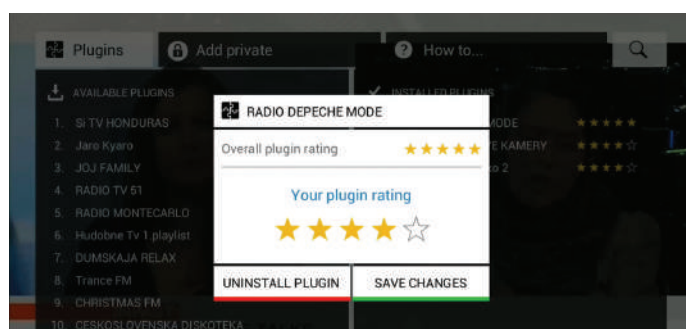 Plugins
Add private
How to...
AVAILABLE PLUGINS
1. Si TV HONDURAS
2. Jaro Kyaro
3. JOJ FAMILY
4. RADIO TV 51
5. RADIO MONTECARLO
6. Hudobne Tv 1.playlist
7. DUMSKAJA RELAX
8. Trance FM
9. CHRISTMAS FM
10. CESKOSLOVENSKA DISKOTEKA
INSTALLED PLUGINS
MODE
KAMERY
2
RADIO DEPECHE MODE
Overall plugin rating
Your plugin rating
UNINSTALL PLUGIN
SAVE CHANGES